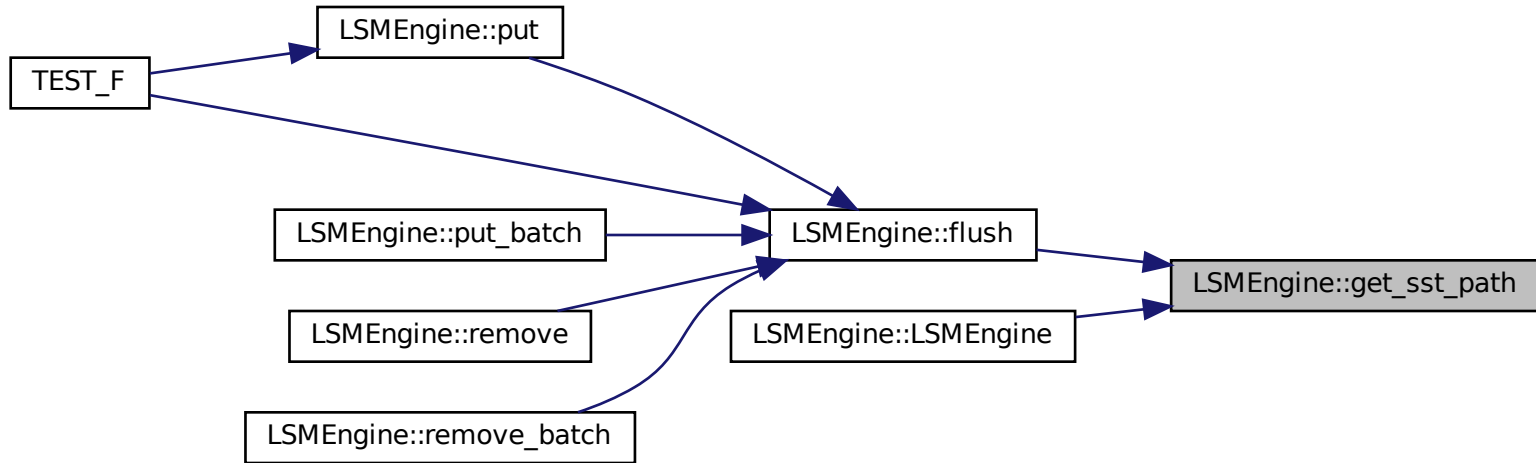 LSMEngine::put
TEST_F
LSMEngine::put_batch
LSMEngine::flush
LSMEngine::get_sst_path
LSMEngine::remove
LSMEngine::LSMEngine
LSMEngine::remove_batch